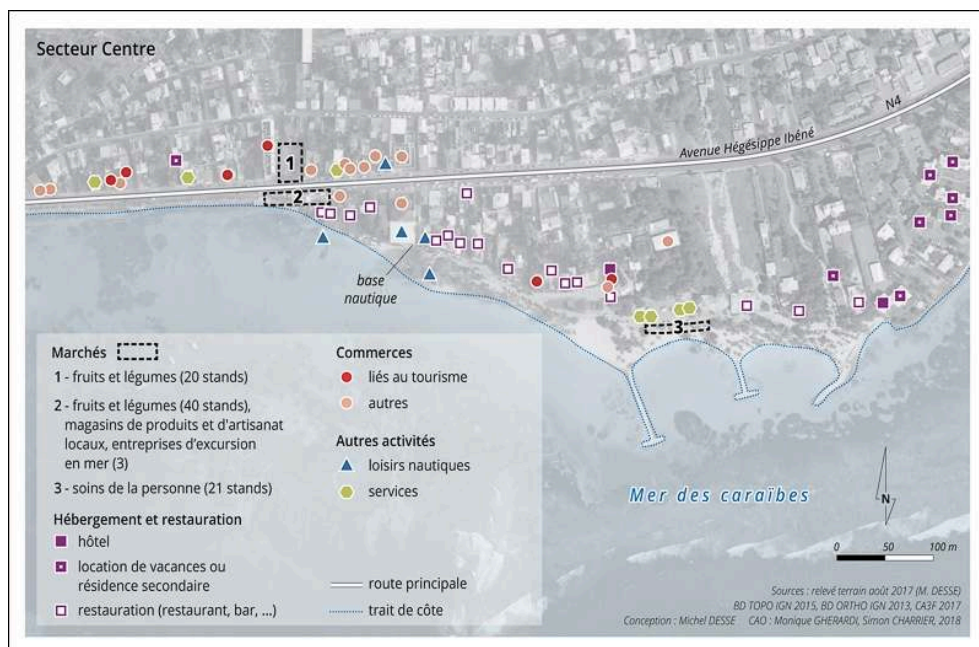 Secteur Centre
N4
Avenue Hégésippe Ibéné
1
2
base
nautique
3
Marchés
1 - fruits et légumes (20 stands)
2 - fruits et légumes (40 stands),
magasins de produits et d'artisanat
locaux, entreprises d'excursion
en mer (3)
3 - soins de la personne (21 stands)
Hébergement et restauration
hôtel
location de vacances ou
résidence secondaire
restauration (restaurant, bar, ...)
Commerces
liés au tourisme
autres
Autres activités
loisirs nautiques
services
route principale
trait de côte
Mer des caraïbes
N
0 50 100 m
Sources : relevé terrain août 2017 (M. DESSE)
BD TOPO IGN 2015, BD ORTHO IGN 2013, CA3F 2017
Conception : Michel DESSE CAO : Monique GHERARDI, Simon CHARRIER, 2018